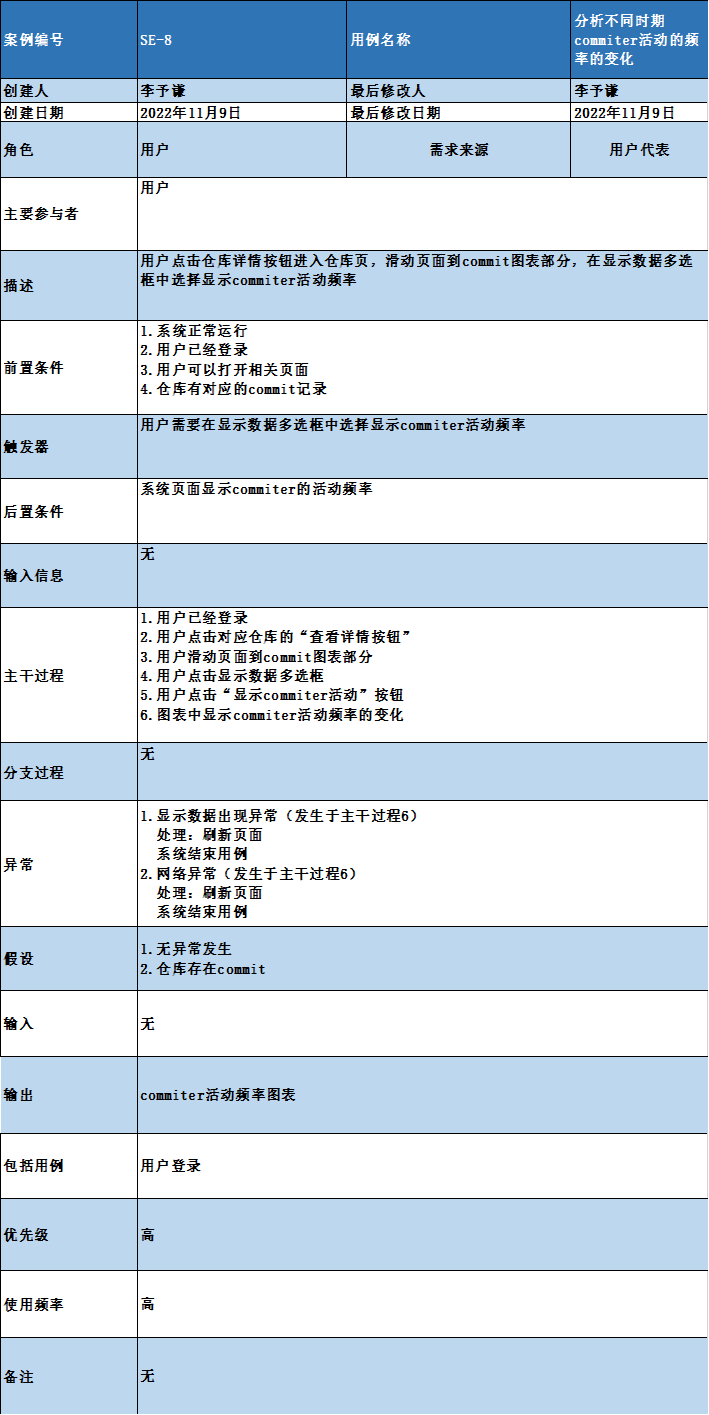 案例编号 SE-8 用例名称 分析不同时期
commiter活动的频
率的变化
创建人 李予谦 最后修改人 李予谦
创建日期 2022年11月9日 最后修改日期 2022年11月9日
角色 用户 需求来源 用户代表
主要参与者 用户
描述 用户点击仓库详情按钮进入仓库页，滑动页面到commit图表部分，在显示数据多选
框中选择显示commiter活动频率
前置条件 1.系统正常运行
2.用户已经登录
3.用户可以打开相关页面
4.仓库有对应的commit记录
触发器 用户需要在显示数据多选框中选择显示commiter活动频率
后置条件 系统页面显示commiter的活动频率
输入信息 无
主干过程 1.用户已经登录
2.用户点击对应仓库的“查看详情按钮”
3.用户滑动页面到commit图表部分
4.用户点击显示数据多选框
5.用户点击“显示commiter活动”按钮
6.图表中显示commiter活动频率的变化
分支过程 无
异常 1.显示数据出现异常（发生于主干过程6）
处理：刷新页面
系统结束用例
2.网络异常（发生于主干过程6）
处理：刷新页面
系统结束用例
假设 1.无异常发生
2.仓库存在commit
输入 无
输出 commiter活动频率图表
包括用例 用户登录
优先级 高
使用频率 高
备注 无